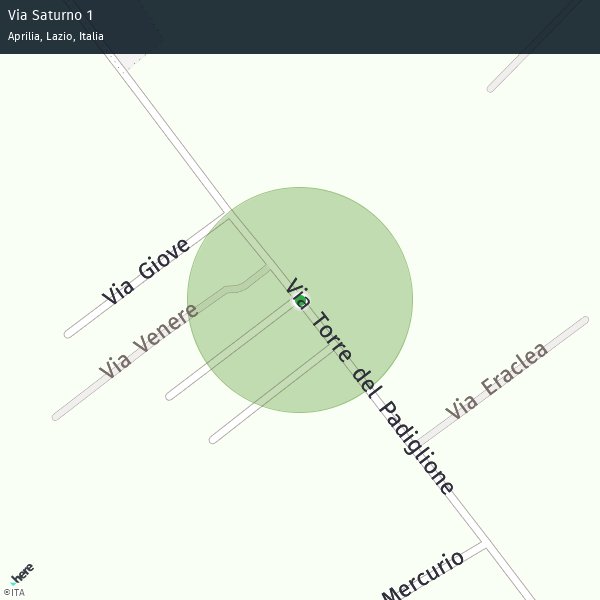 Via Saturno 1
Aprilia, Lazio, Italia
Via Giove
Via Venere
Via Torre del Padiglione
Via Eraclea
Mercurio
here
©ITA